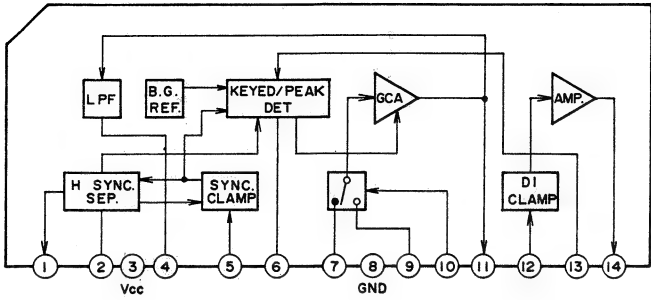 LPF
B.G.
REF.
KEYED/PEAK
DET
GCA
AMP.
H SYNC.
SEP.
SYNC.
CLAMP
DI
CLAMP
1 2 3 4 5 6 7 8 9 10 11 12 13 14
Vcc GND